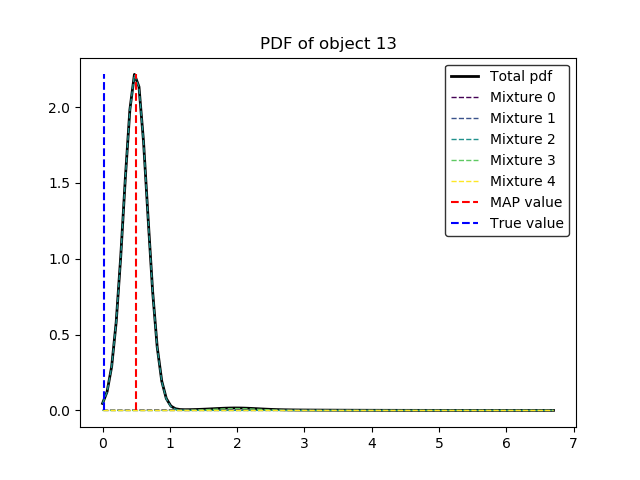 PDF of object 13
Total pdf
Mixture 0
Mixture 1
Mixture 2
Mixture 3
Mixture 4
MAP value
True value
2.0
1.5
1.0
0.5
0.0
0 1 2 3 4 5 6 7